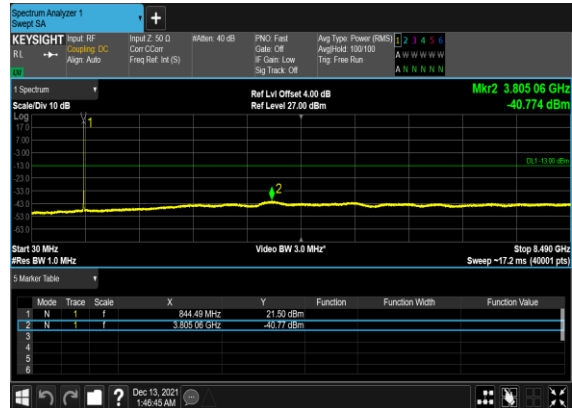 Spectrum Analyzer 1
Swept SA
+
KEYSIGHT Input: RF Input Z: 50 Ω #Atten: 40 dB PNO: Fast Avg Type: Power (RMS) 1 2 3 4 5 6
RL Coupling: DC Corr CCorr Gate: Off Avg|Hold: 100/100 A W W W W W
Align: Auto Freq Ref: Int (S) IF Gain: Low Trig: Free Run
Sig Track: Off A N N N N N
1 Spectrum Ref Lvl Offset 4.00 dB Mkr2 3.805 06 GHz
Scale/Div 10 dB Ref Level 27.00 dBm -40.774 dBm
Log
17.0
1
7.00
-3.00
-13.0
DL1 -13.00 dBm
-23.0
-33.0
2
-43.0
-53.0
-63.0
Start 30 MHz Video BW 3.0 MHz* Stop 8.490 GHz
#Res BW 1.0 MHz Sweep ~17.2 ms (40001 pts)
5 Marker Table
Mode Trace Scale X Y Function Function Width Function Value
1 N 1 f 844.49 MHz 21.50 dBm
2 N 1 f 3.805 06 GHz -40.77 dBm
3
4
5
6
? Dec 13, 2021
1:46:45 AM